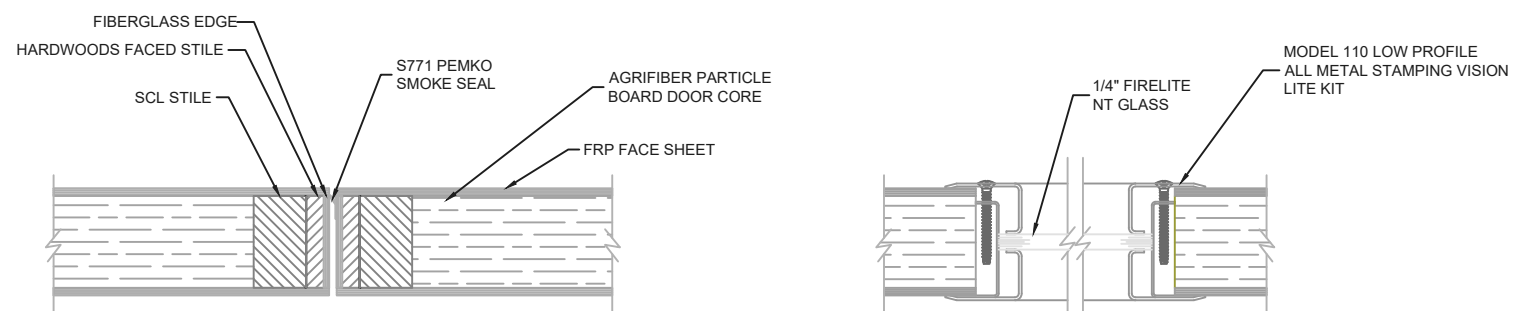 FIBERGLASS EDGE
HARDWOODS FACED STILE
SCL STILE
S771 PEMKO
SMOKE SEAL
AGRIFIBER PARTICLE
BOARD DOOR CORE
FRP FACE SHEET
1/4" FIRELITE
NT GLASS
MODEL 110 LOW PROFILE
ALL METAL STAMPING VISION
LITE KIT